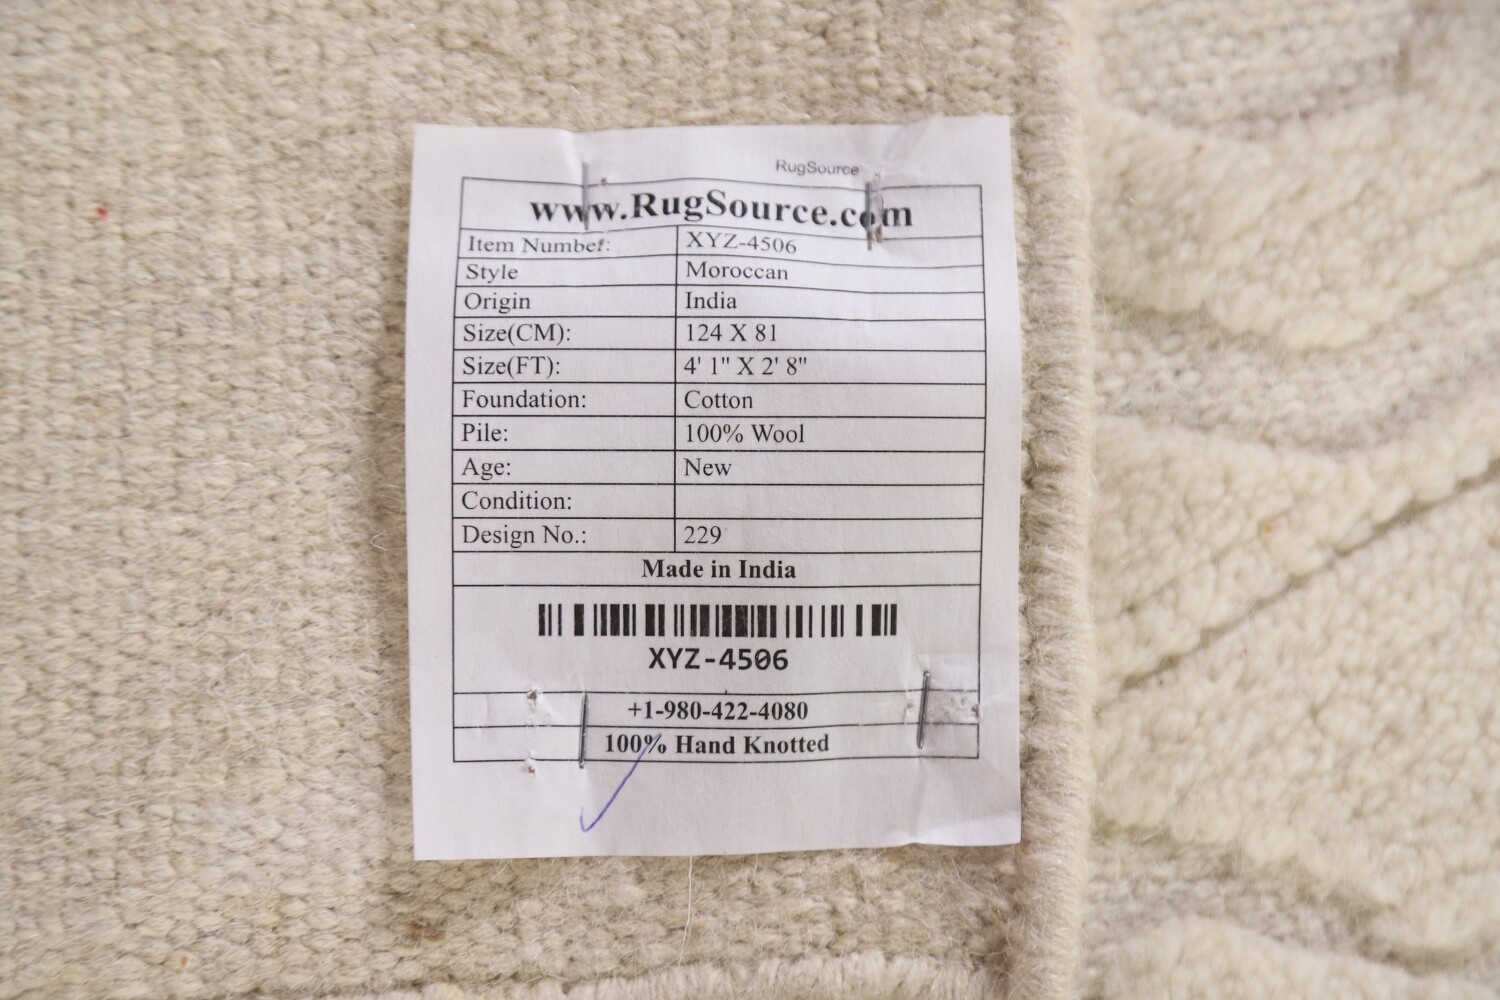 RugSource
www.RugSource.com
Item Number: XYZ-4506
Style Moroccan
Origin India
Size(CM): 124 X 81
Size(FT): 4' 1" X 2' 8"
Foundation: Cotton
Pile: 100% Wool
Age: New
Condition:
Design No.: 229
Made in India
XYZ-4506
+1-980-422-4080
100% Hand Knotted